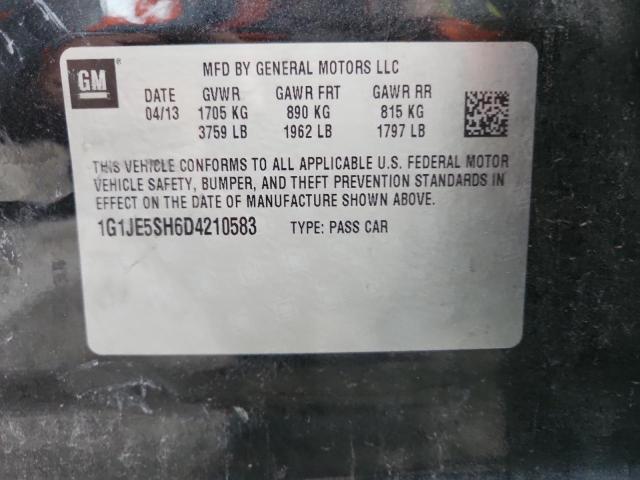 GM
MFD BY GENERAL MOTORS LLC
DATE GVWR GAWR FRT GAWR RR
04/13 1705 KG 890 KG 815 KG
3759 LB 1962 LB 1797 LB
THIS VEHICLE CONFORMS TO ALL APPLICABLE U.S. FEDERAL MOTOR
VEHICLE SAFETY, BUMPER, AND THEFT PREVENTION STANDARDS IN
EFFECT ON THE DATE OF MANUFACTURE SHOWN ABOVE.
1G1JE5SH6D4210583 TYPE: PASS CAR